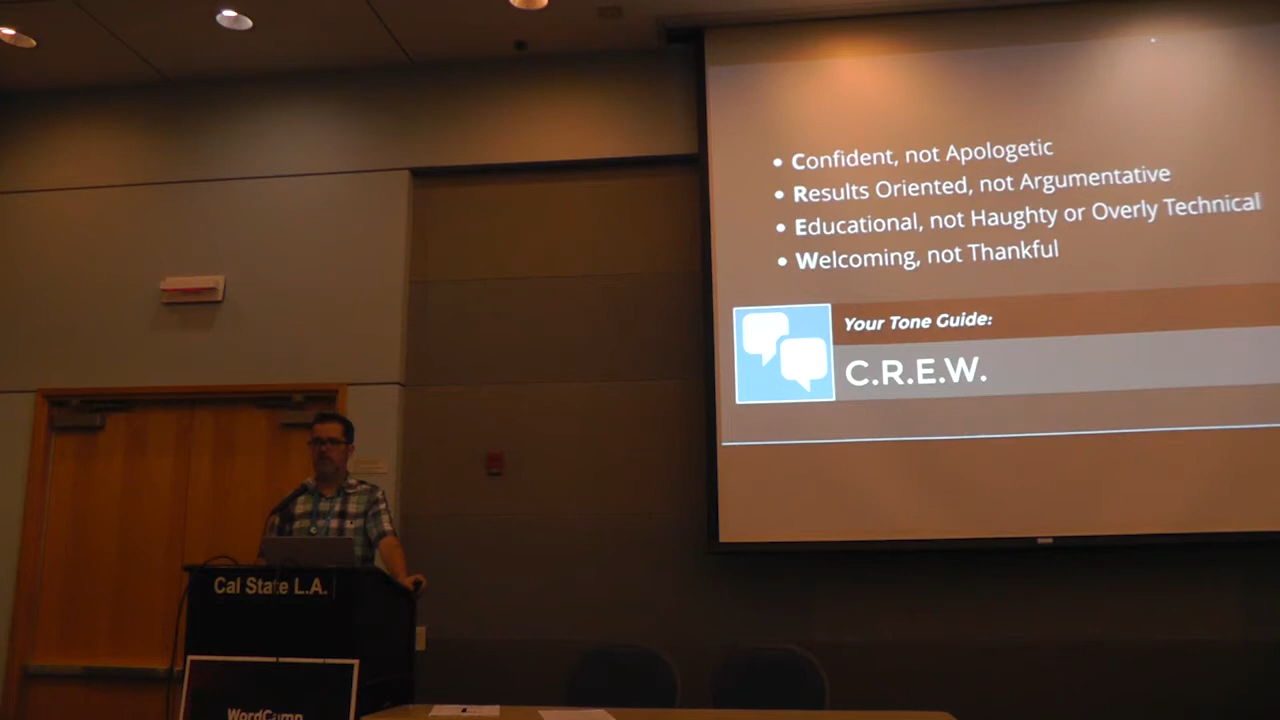 • Confident, not Apologetic
• Results Oriented, not Argumentative
• Educational, not Haughty or Overly Technical
• Welcoming, not Thankful
Your Tone Guide:
C.R.E.W.
Cal State L.A.
WordCamp